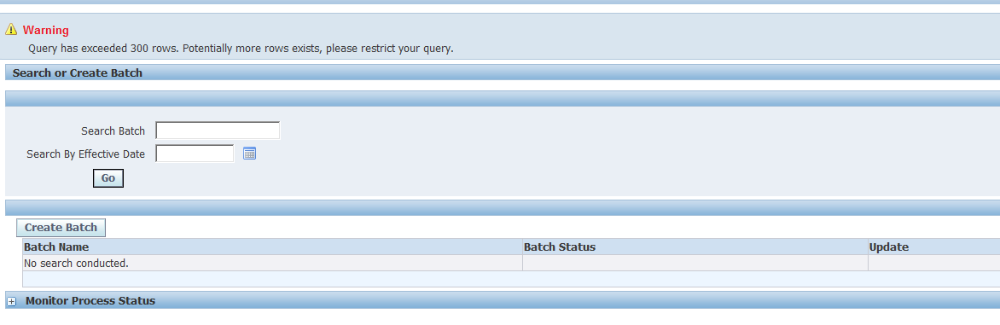 Warning
Query has exceeded 300 rows. Potentially more rows exists, please restrict your query.
Search or Create Batch
Search Batch
Search By Effective Date
Go
Create Batch
Batch Name Batch Status Update
No search conducted.
Monitor Process Status